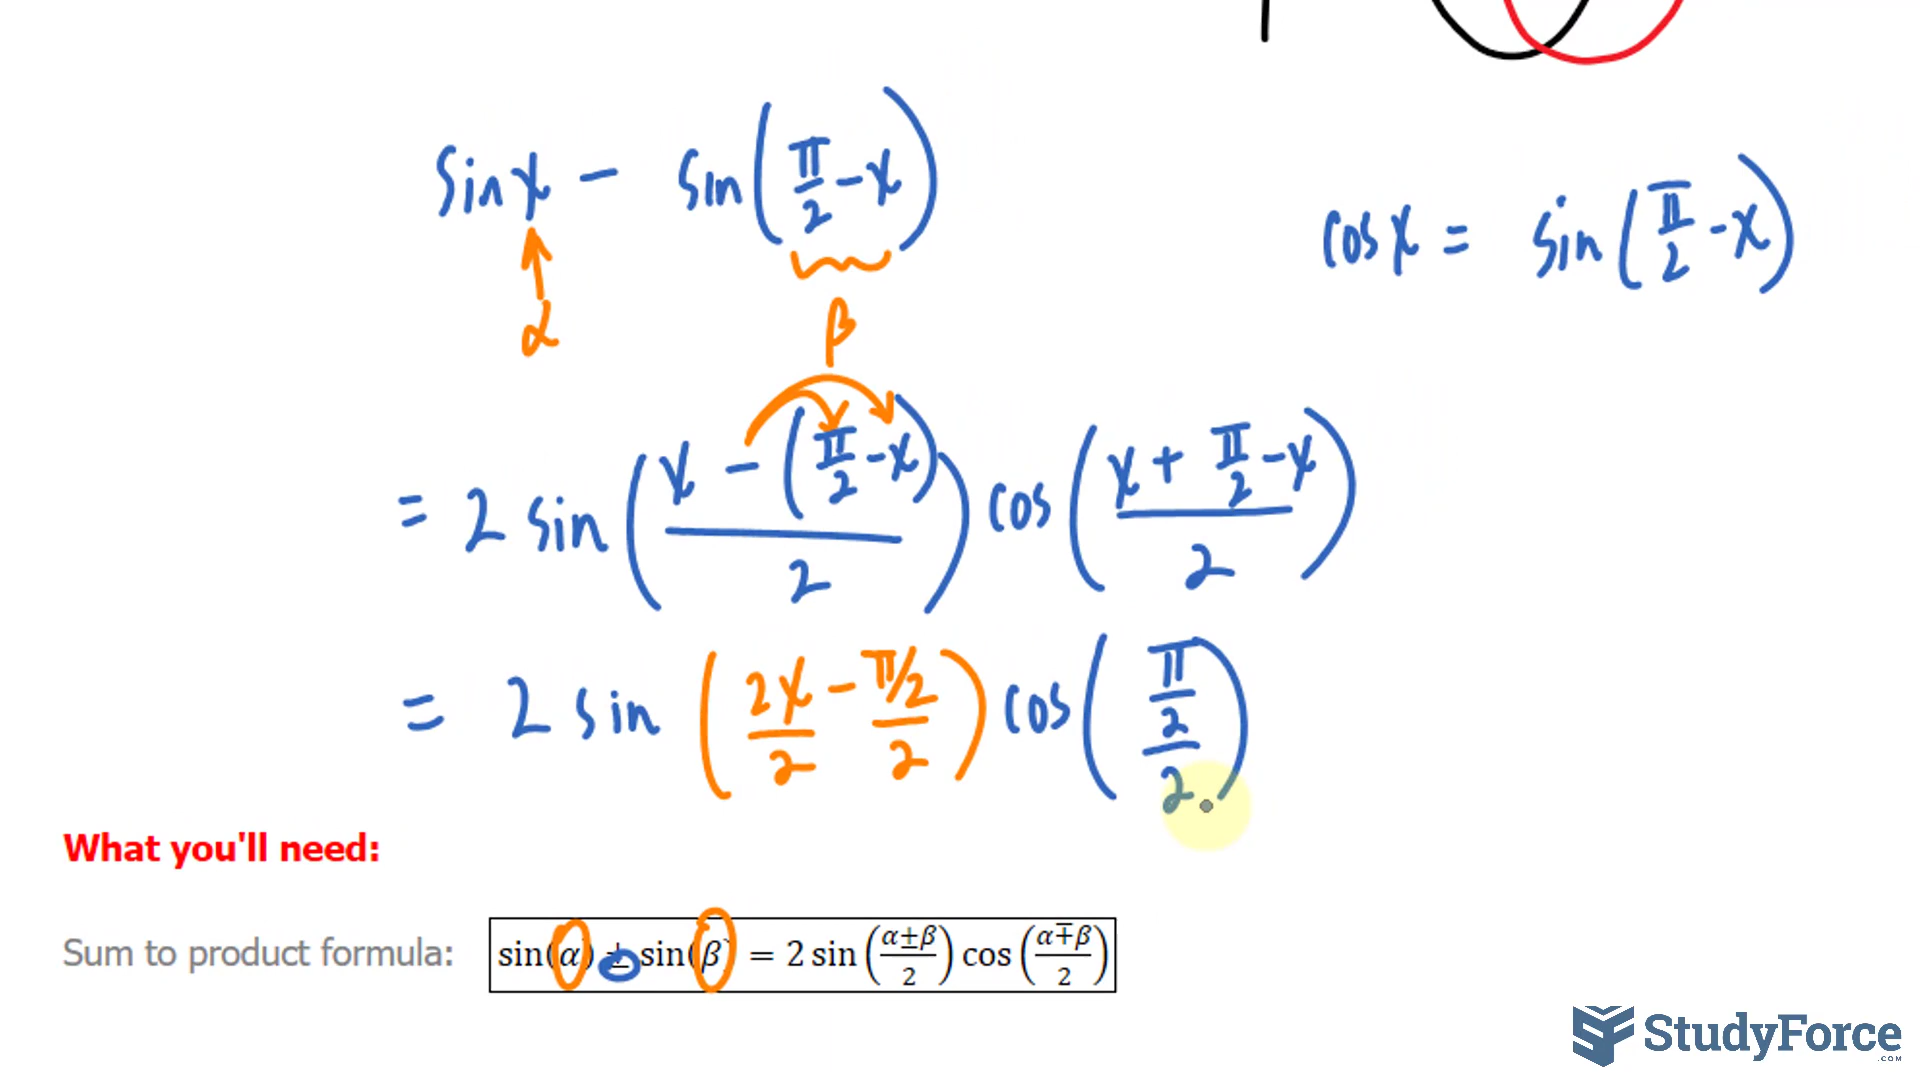 sin x − sin(π/2 − x)
cos x = sin(π/2 − x)
α
β
= 2 sin((x − (π/2 − x))/2) cos((x + π/2 − x)/2)
= 2 sin(2x/2 − (π/2)/2) cos((π/2)/2)
What you'll need:
Sum to product formula: sin(α) ± sin(β) = 2 sin((α±β)/2) cos((α∓β)/2)
StudyForce
.COM